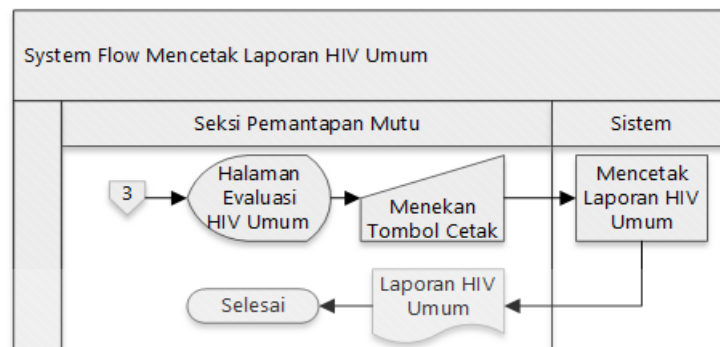 System Flow Mencetak Laporan HIV Umum
Seksi Pemantapan Mutu
Sistem
3
Halaman
Evaluasi
HIV Umum
Menekan
Tombol Cetak
Mencetak
Laporan HIV
Umum
Laporan HIV
Umum
Selesai